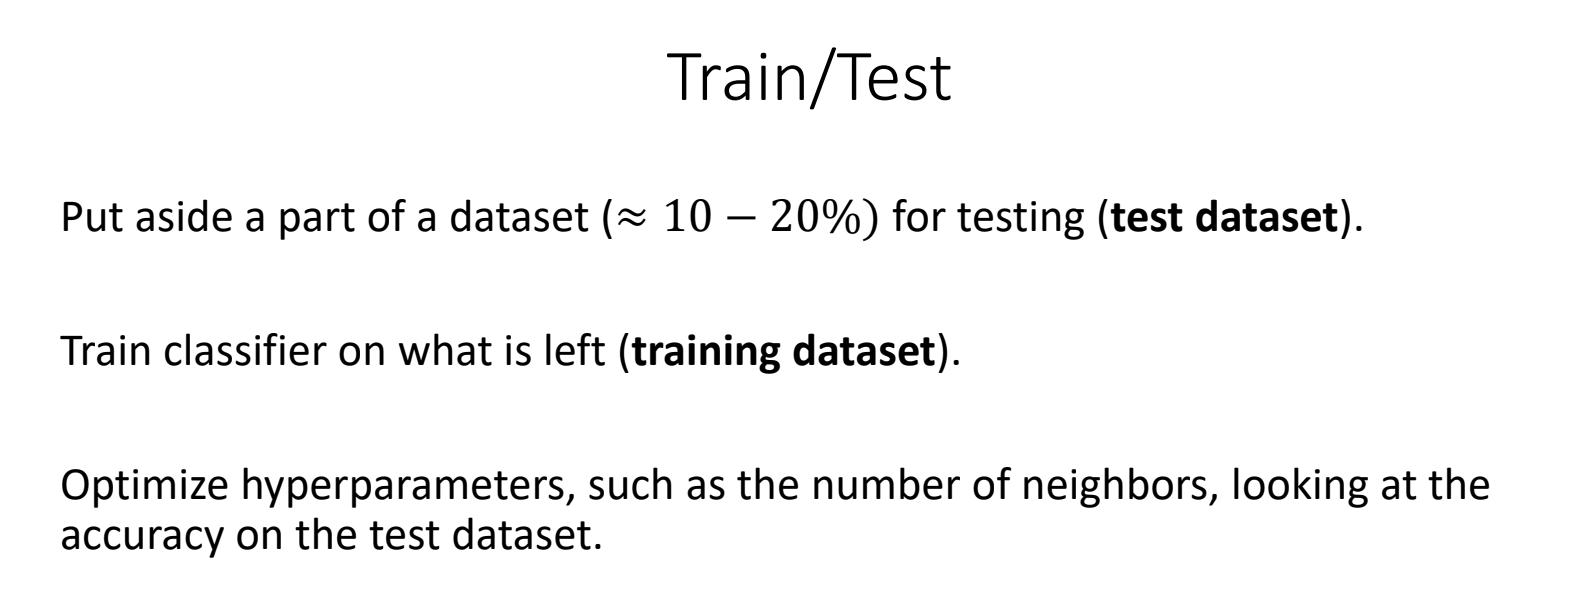 Train/Test
Put aside a part of a dataset (≈ 10 − 20%) for testing (test dataset).
Train classifier on what is left (training dataset).
Optimize hyperparameters, such as the number of neighbors, looking at the
accuracy on the test dataset.